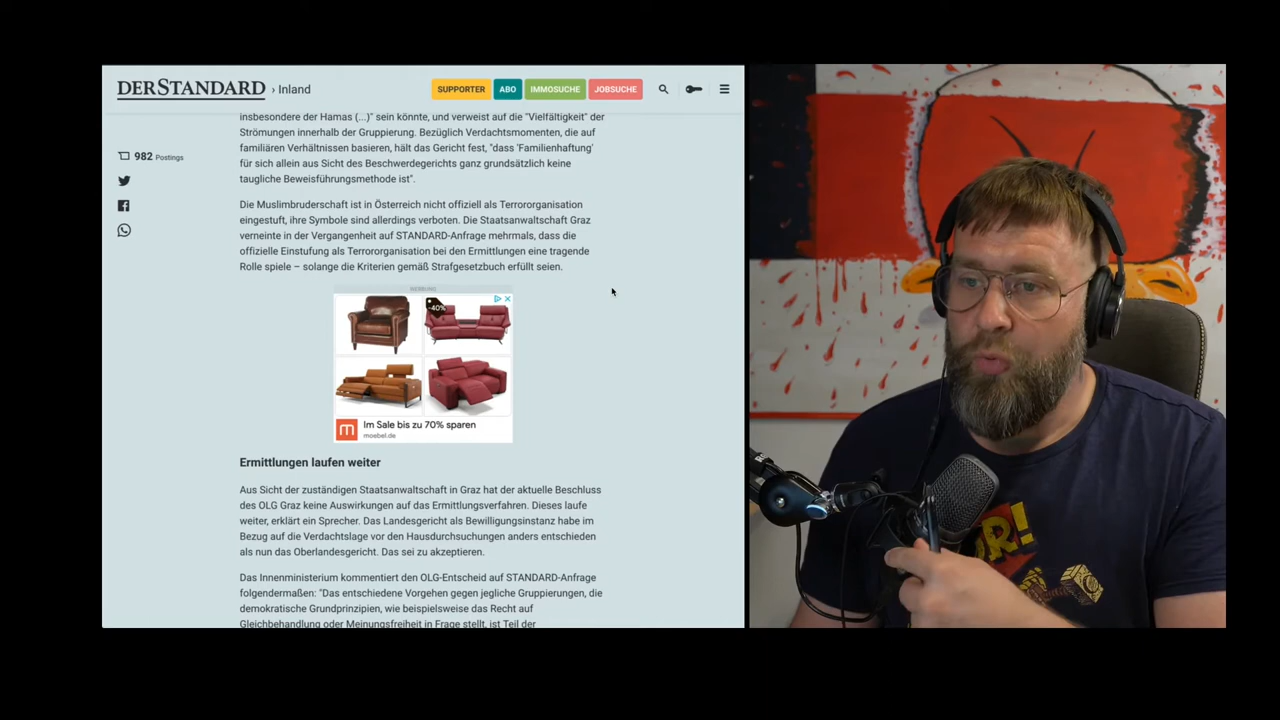 DERSTANDARD › Inland
SUPPORTER
ABO
IMMOSUCHE
JOBSUCHE
982 Postings
insbesondere der Hamas (...)" sein könnte, und verweist auf die "Vielfältigkeit" der
Strömungen innerhalb der Gruppierung. Bezüglich Verdachtsmomenten, die auf
familiären Verhältnissen basieren, hält das Gericht fest, "dass 'Familienhaftung'
für sich allein aus Sicht des Beschwerdegerichts ganz grundsätzlich keine
taugliche Beweisführungsmethode ist".
Die Muslimbruderschaft ist in Österreich nicht offiziell als Terrororganisation
eingestuft, ihre Symbole sind allerdings verboten. Die Staatsanwaltschaft Graz
verneinte in der Vergangenheit auf STANDARD-Anfrage mehrmals, dass die
offizielle Einstufung als Terrororganisation bei den Ermittlungen eine tragende
Rolle spiele – solange die Kriterien gemäß Strafgesetzbuch erfüllt seien.
WERBUNG
-40%
Im Sale bis zu 70% sparen
moebel.de
Ermittlungen laufen weiter
Aus Sicht der zuständigen Staatsanwaltschaft in Graz hat der aktuelle Beschluss
des OLG Graz keine Auswirkungen auf das Ermittlungsverfahren. Dieses laufe
weiter, erklärt ein Sprecher. Das Landesgericht als Bewilligungsinstanz habe im
Bezug auf die Verdachtslage vor den Hausdurchsuchungen anders entschieden
als nun das Oberlandesgericht. Das sei zu akzeptieren.
Das Innenministerium kommentiert den OLG-Entscheid auf STANDARD-Anfrage
folgendermaßen: "Das entschiedene Vorgehen gegen jegliche Gruppierungen, die
demokratische Grundprinzipien, wie beispielsweise das Recht auf
Gleichbehandlung oder Meinungsfreiheit in Frage stellt, ist Teil der